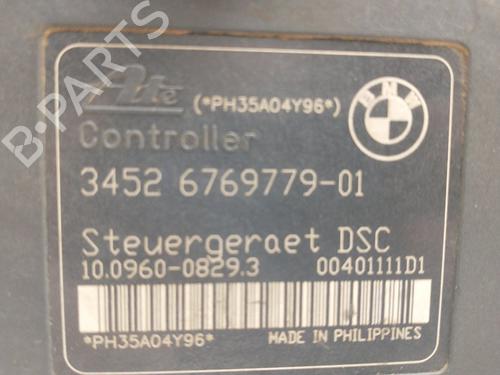 Ate (*PH35A04Y96*)
BMW
Controller
3452 6769779-01
Steuergeraet DSC
10.0960-0829.3 00401111D1
*PH35A04Y96* MADE IN PHILIPPINES
B-PARTS